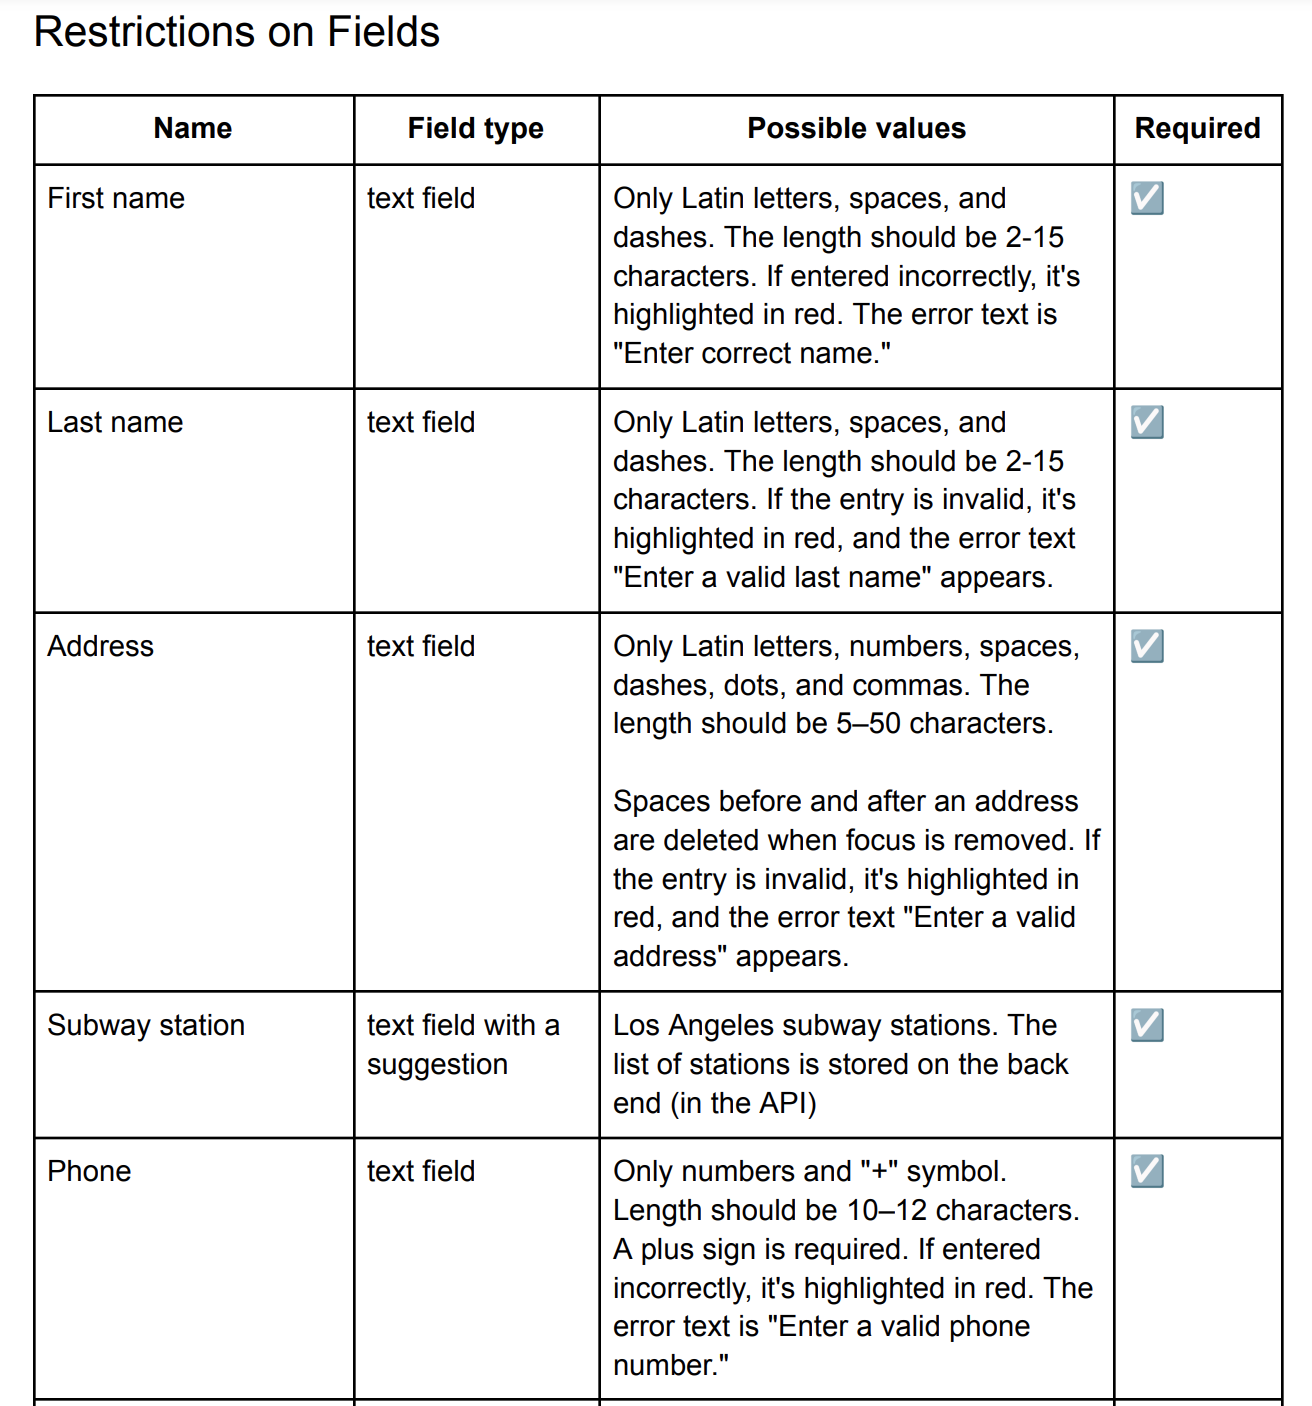 Restrictions on Fields
Name
Field type
Possible values
Required
First name
text field
Only Latin letters, spaces, and
dashes. The length should be 2-15
characters. If entered incorrectly, it's
highlighted in red. The error text is
"Enter correct name."
Last name
text field
Only Latin letters, spaces, and
dashes. The length should be 2-15
characters. If the entry is invalid, it's
highlighted in red, and the error text
"Enter a valid last name" appears.
Address
text field
Only Latin letters, numbers, spaces,
dashes, dots, and commas. The
length should be 5–50 characters.
Spaces before and after an address
are deleted when focus is removed. If
the entry is invalid, it's highlighted in
red, and the error text "Enter a valid
address" appears.
Subway station
text field with a
suggestion
Los Angeles subway stations. The
list of stations is stored on the back
end (in the API)
Phone
text field
Only numbers and "+" symbol.
Length should be 10–12 characters.
A plus sign is required. If entered
incorrectly, it's highlighted in red. The
error text is "Enter a valid phone
number."